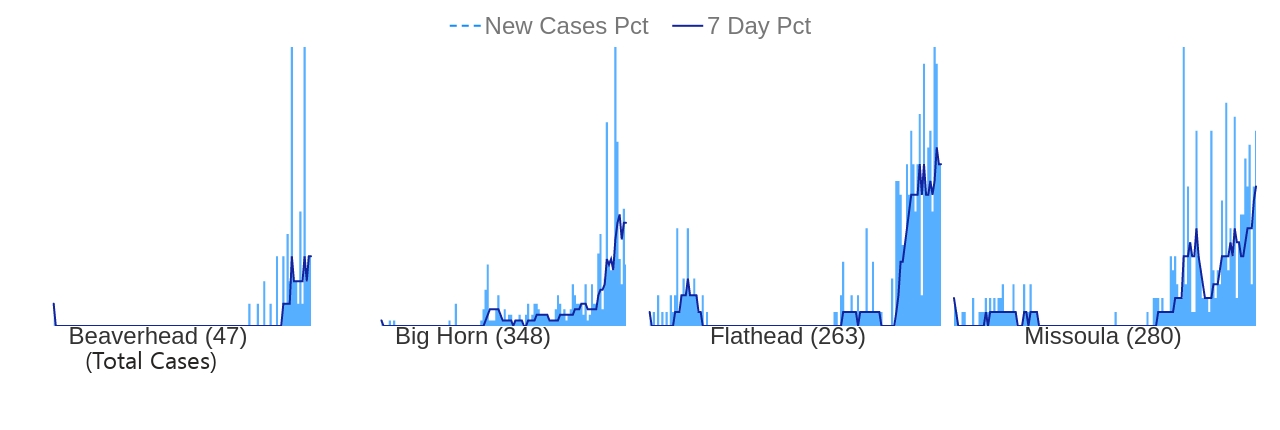 New Cases Pct 7 Day Pct
Beaverhead (47) Big Horn (348) Flathead (263) Missoula (280)
(Total Cases)